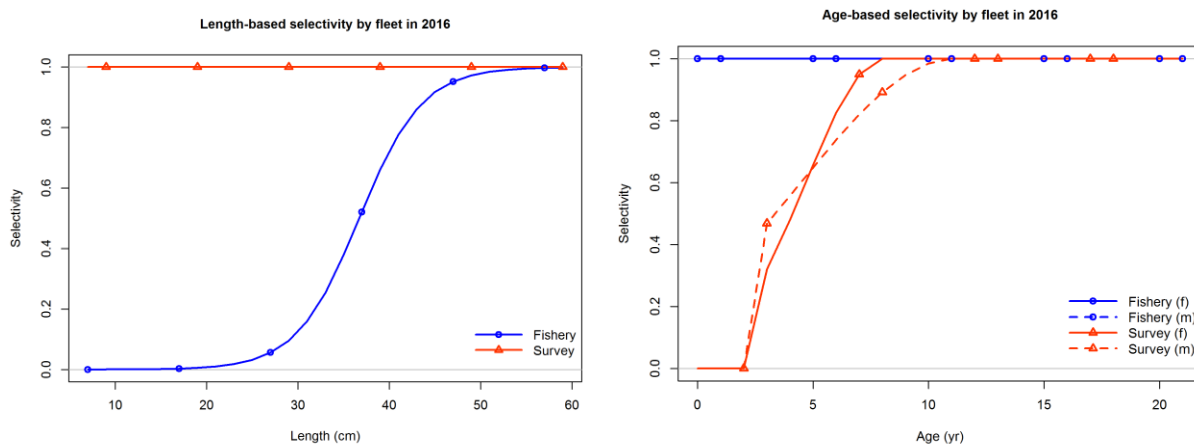 Length-based selectivity by fleet in 2016
Selectivity
1.0
0.8
0.6
0.4
0.2
0.0
Fishery
Survey
10 20 30 40 50 60
Length (cm)
Age-based selectivity by fleet in 2016
Selectivity
1.0
0.8
0.6
0.4
0.2
0.0
Fishery (f)
Fishery (m)
Survey (f)
Survey (m)
0 5 10 15 20
Age (yr)